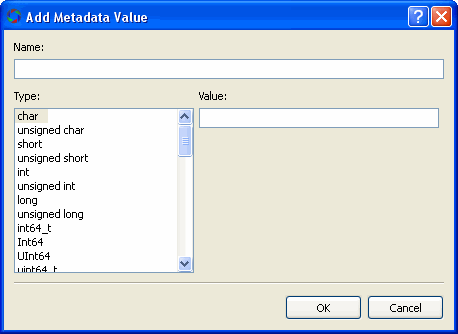 Add Metadata Value
Name:
Type:
Value:
char
unsigned char
short
unsigned short
int
unsigned int
long
unsigned long
int64_t
Int64
UInt64
uint64_t
OK
Cancel